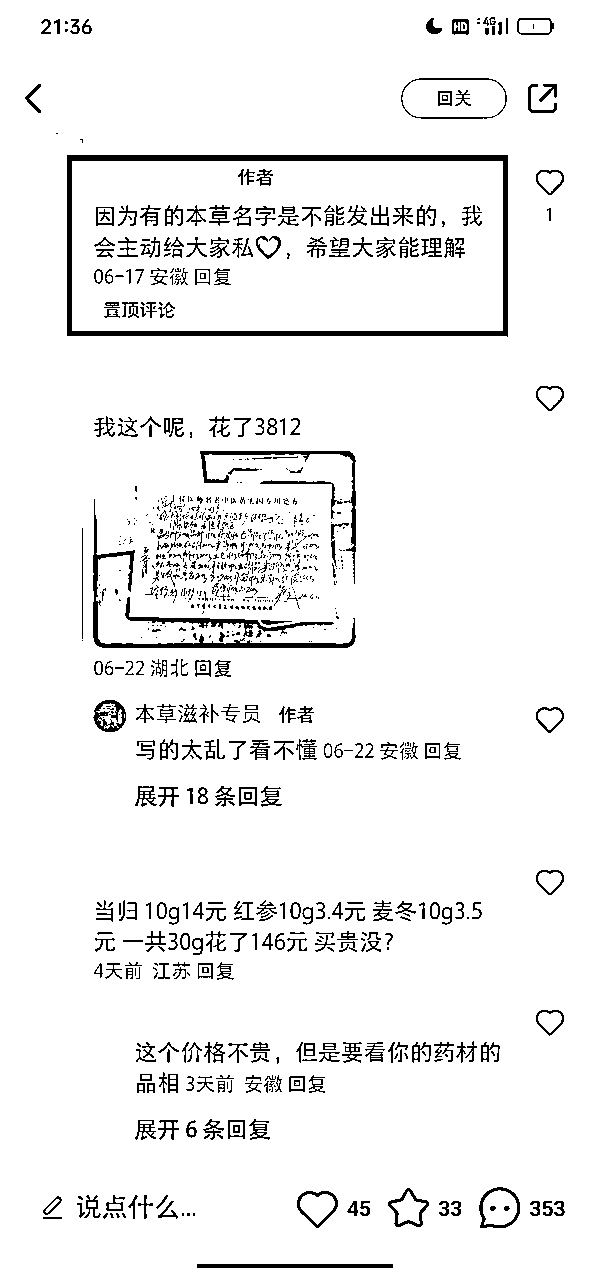 21:36
HD 4G
回关
作者
因为有的本草名字是不能发出来的，我
会主动给大家私♡，希望大家能理解
06-17 安徽 回复
置顶评论
1
我这个呢，花了3812
06-22 湖北 回复
本草滋补专员 作者
写的太乱了看不懂 06-22 安徽 回复
展开 18 条回复
当归 10g14元 红参10g3.4元 麦冬10g3.5
元 一共30g花了146元 买贵没？
4天前 江苏 回复
这个价格不贵，但是要看你的药材的
品相 3天前 安徽 回复
展开 6 条回复
说点什么... 45 33 353